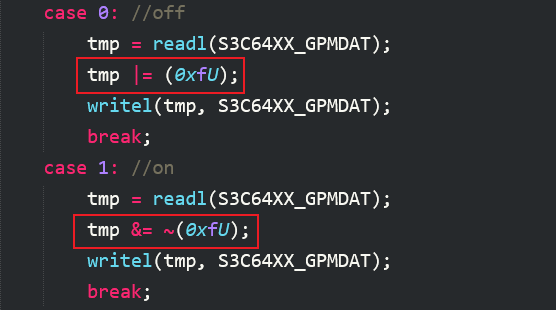 case 0: //off
tmp = readl(S3C64XX_GPMDAT);
tmp |= (0xfU);
writel(tmp, S3C64XX_GPMDAT);
break;
case 1: //on
tmp = readl(S3C64XX_GPMDAT);
tmp &= ~(0xfU);
writel(tmp, S3C64XX_GPMDAT);
break;